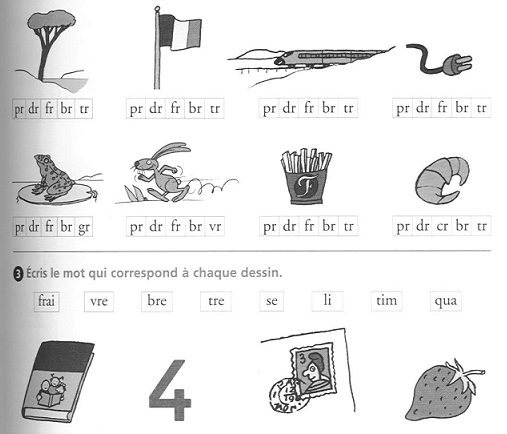 pr dr fr br tr
pr dr fr br tr
pr dr fr br tr
pr dr fr br tr
F
pr dr fr br gr
pr dr fr br vr
pr dr fr br tr
pr dr cr br tr
3 Écris le mot qui correspond à chaque dessin.
frai vre bre tre se li tim qua
4
3